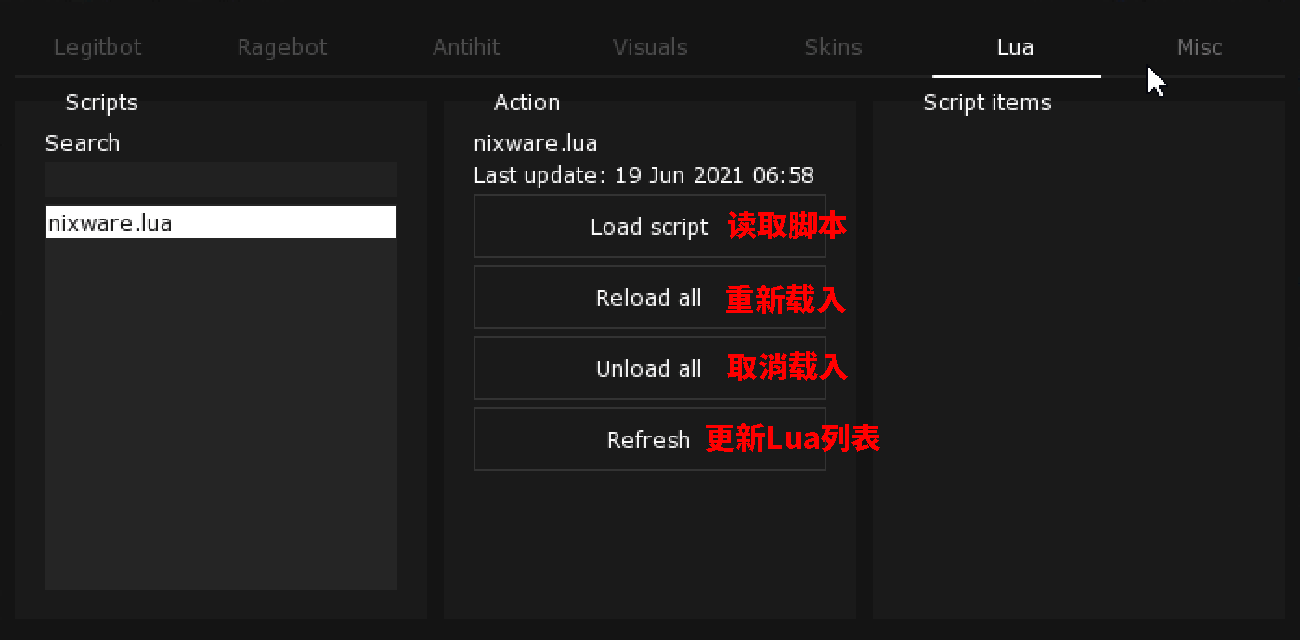 Legitbot Ragebot Antihit Visuals Skins Lua Misc
Scripts
Search
nixware.lua
Action
nixware.lua
Last update: 19 Jun 2021 06:58
Load script 读取脚本
Reload all 重新载入
Unload all 取消载入
Refresh 更新Lua列表
Script items